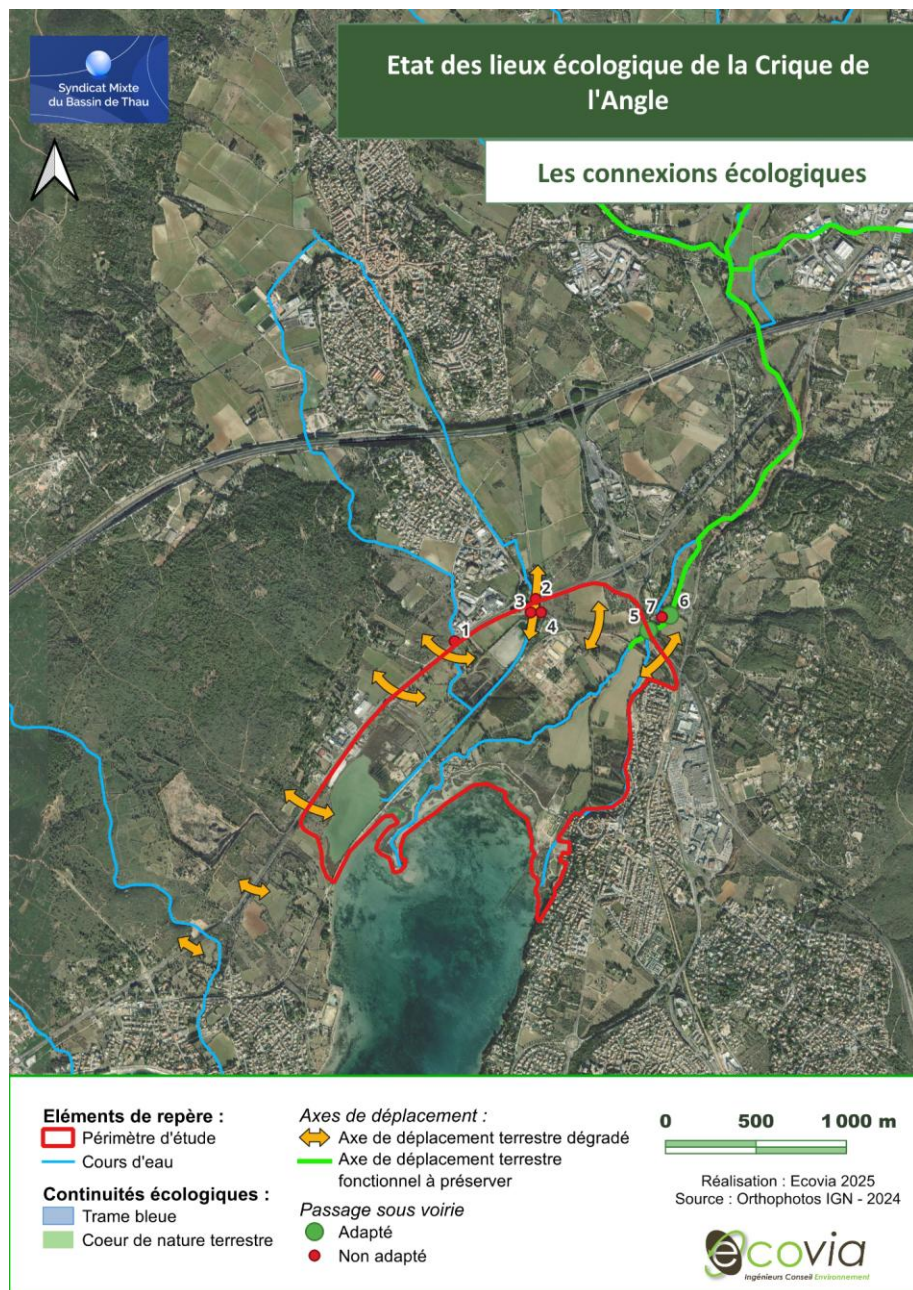 Syndicat Mixte
du Bassin de Thau
Etat des lieux écologique de la Crique de
l'Angle
Les connexions écologiques
1
2
3
4
5
6
7
Eléments de repère :
Périmètre d'étude
Cours d'eau
Continuités écologiques :
Trame bleue
Coeur de nature terrestre
Axes de déplacement :
Axe de déplacement terrestre dégradé
Axe de déplacement terrestre
fonctionnel à préserver
Passage sous voirie
Adapté
Non adapté
0 500 1 000 m
Réalisation : Ecovia 2025
Source : Orthophotos IGN - 2024
écovia
Ingénieurs Conseil Environnement